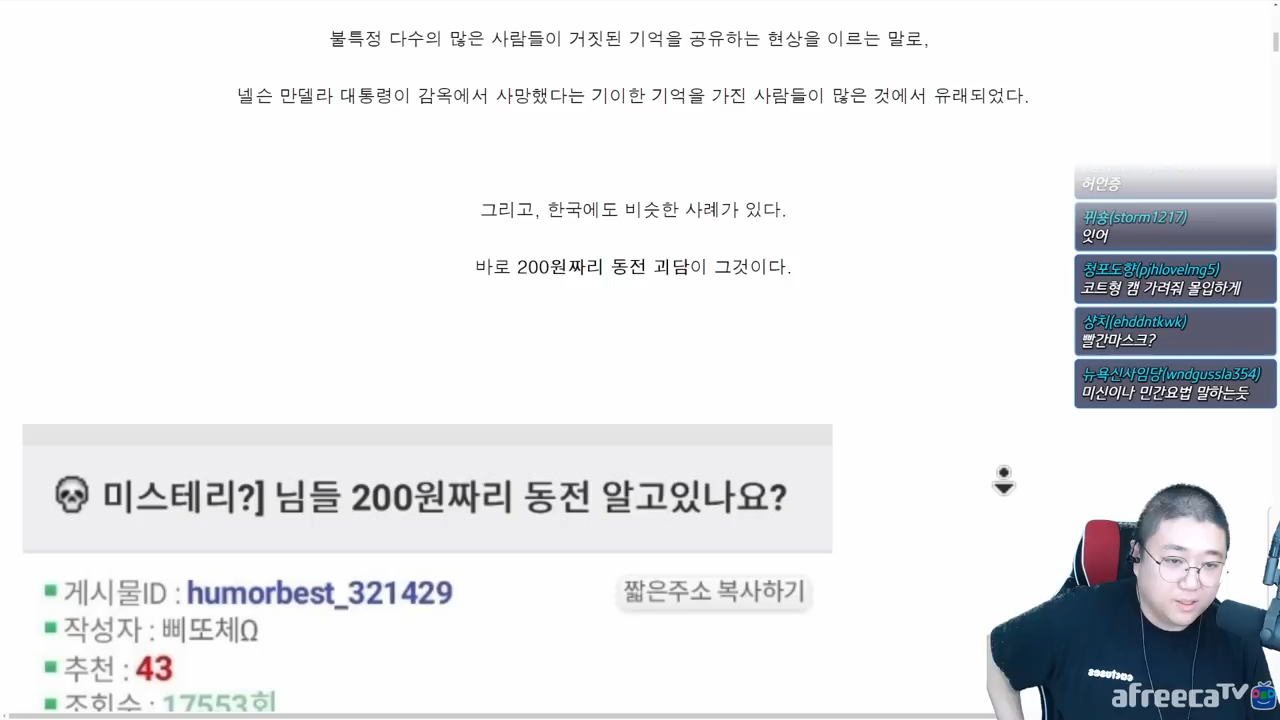 불특정 다수의 많은 사람들이 거짓된 기억을 공유하는 현상을 이르는 말로,
넬슨 만델라 대통령이 감옥에서 사망했다는 기이한 기억을 가진 사람들이 많은 것에서 유래되었다.
그리고, 한국에도 비슷한 사례가 있다.
바로 200원짜리 동전 괴담이 그것이다.
허언증
뀌숑(storm1217)
잇어
청포도향(pjhlovelmg5)
코트형 캠 가려줘 몰입하게
샹치(ehddntkwk)
빨간마스크?
뉴욕신사임당(wndgussla354)
미신이나 민간요법 말하는듯
미스테리?] 님들 200원짜리 동전 알고있나요?
게시물ID : humorbest_321429
짧은주소 복사하기
작성자 : 삐또체Ω
추천 : 43
조회수 : 17553회
afreecaTV